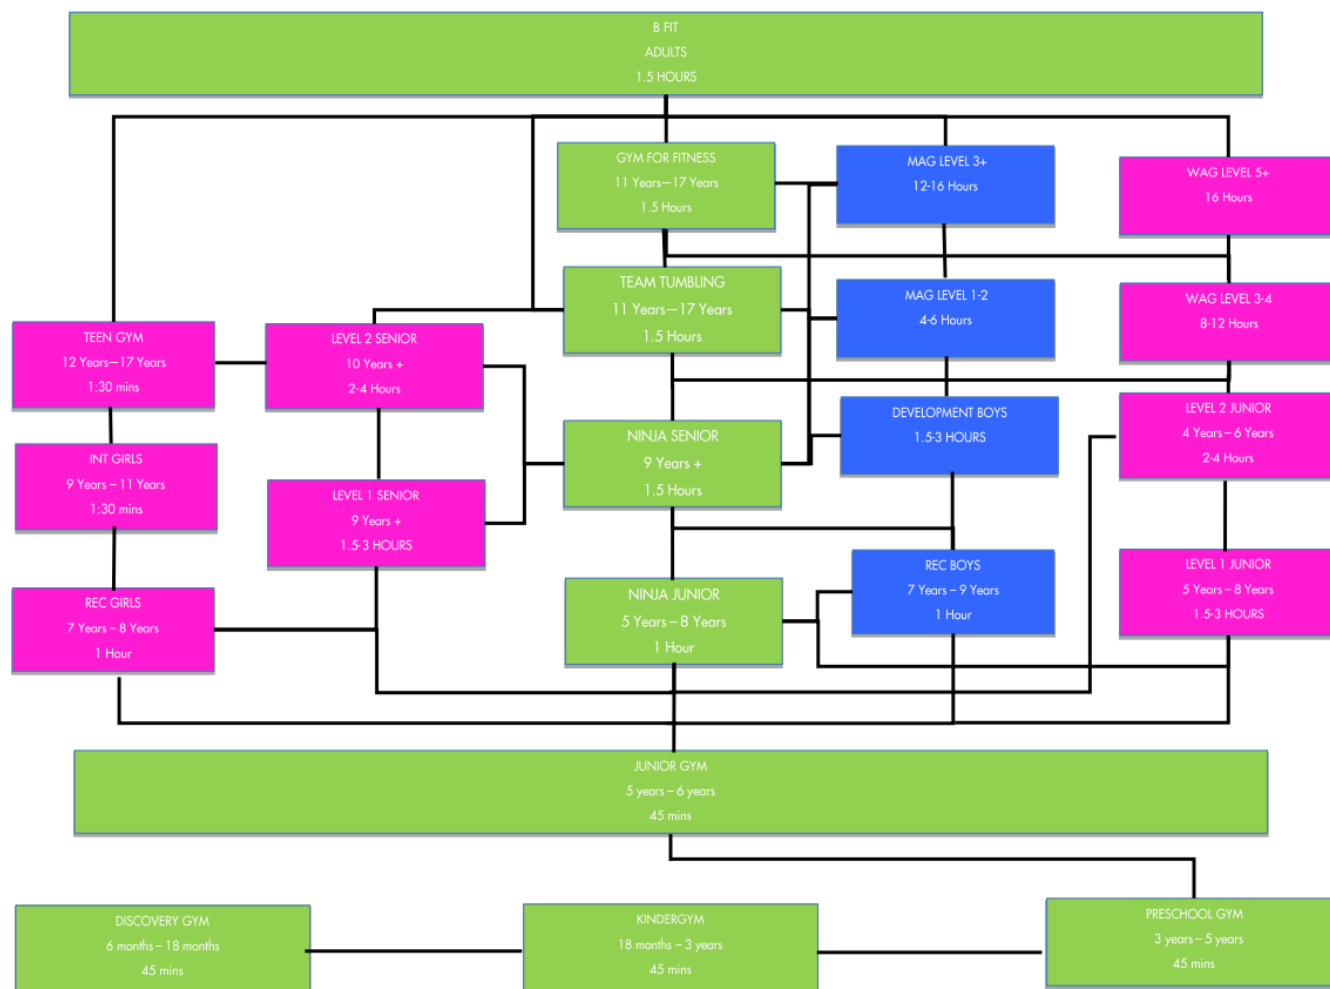 B FIT
ADULTS
1.5 HOURS
GYM FOR FITNESS
11 Years—17 Years
1.5 Hours
MAG LEVEL 3+
12-16 Hours
WAG LEVEL 5+
16 Hours
TEAM TUMBLING
11 Years—17 Years
1.5 Hours
MAG LEVEL 1-2
4-6 Hours
WAG LEVEL 3-4
8-12 Hours
TEEN GYM
12 Years—17 Years
1:30 mins
LEVEL 2 SENIOR
10 Years +
2-4 Hours
NINJA SENIOR
9 Years +
1.5 Hours
DEVELOPMENT BOYS
1.5-3 HOURS
LEVEL 2 JUNIOR
4 Years – 6 Years
2-4 Hours
INT GIRLS
9 Years – 11 Years
1:30 mins
LEVEL 1 SENIOR
9 Years +
1.5-3 HOURS
REC GIRLS
7 Years – 8 Years
1 Hour
NINJA JUNIOR
5 Years – 8 Years
1 Hour
REC BOYS
7 Years – 9 Years
1 Hour
LEVEL 1 JUNIOR
5 Years – 8 Years
1.5-3 HOURS
JUNIOR GYM
5 years – 6 years
45 mins
DISCOVERY GYM
6 months – 18 months
45 mins
KINDERGYM
18 months – 3 years
45 mins
PRESCHOOL GYM
3 years – 5 years
45 mins